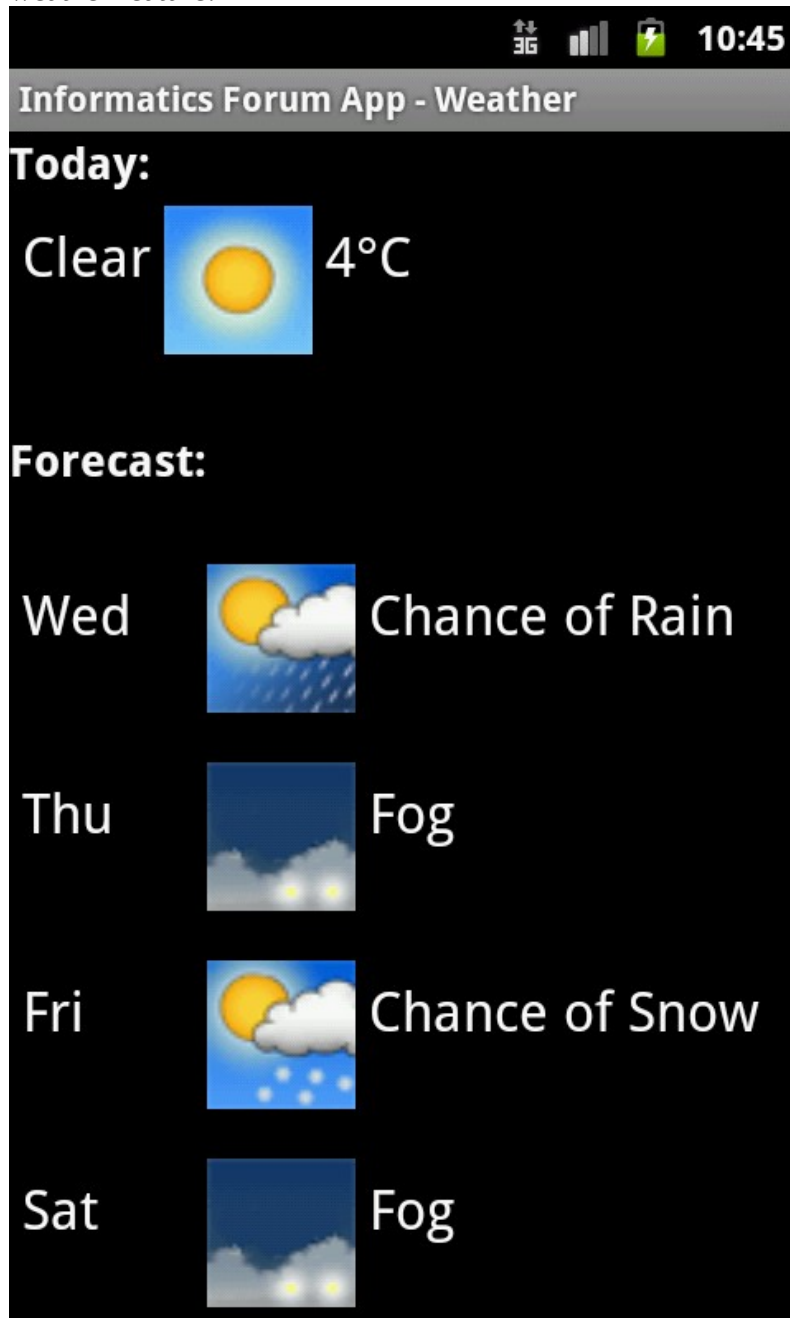 3G 10:45
Informatics Forum App - Weather
Today:
Clear 4°C
Forecast:
Wed Chance of Rain
Thu Fog
Fri Chance of Snow
Sat Fog